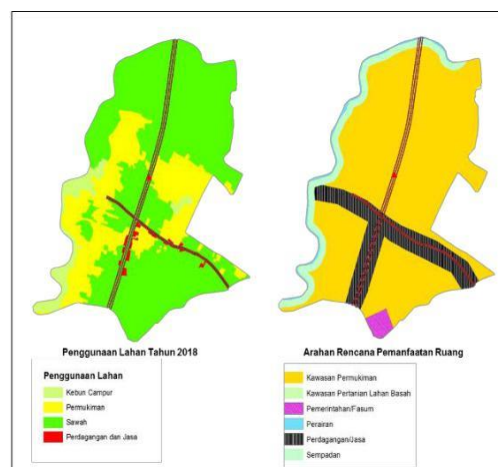 Penggunaan Lahan Tahun 2018
Penggunaan Lahan
Kebun Campur
Permukiman
Sawah
Perdagangan dan Jasa
Arahan Rencana Pemanfaatan Ruang
Kawasan Permukiman
Kawasan Pertanian Lahan Basah
Pemerintahan/Fasum
Perairan
Perdagangan/Jasa
Sempadan